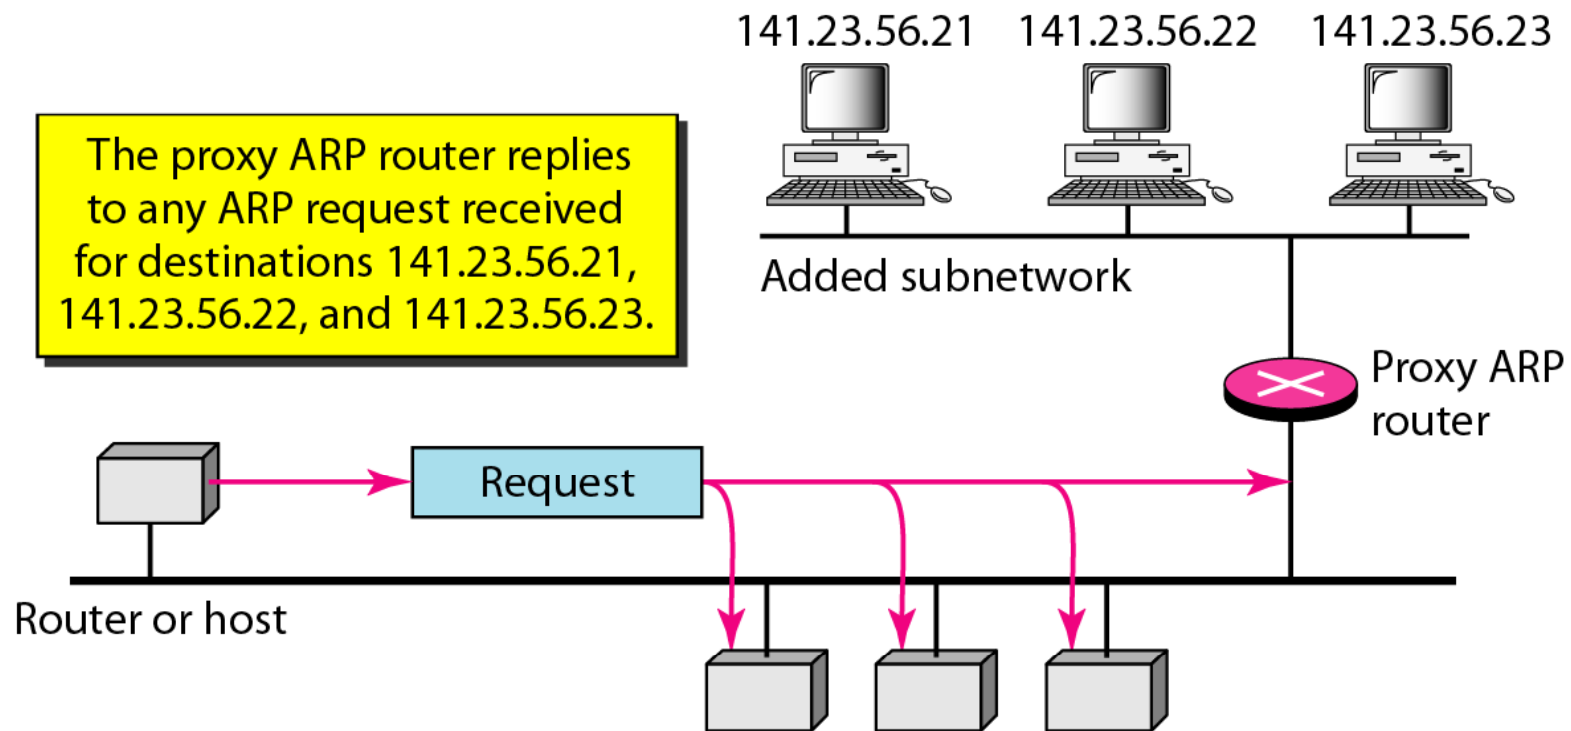 141.23.56.21 141.23.56.22 141.23.56.23
The proxy ARP router replies
to any ARP request received
for destinations 141.23.56.21,
141.23.56.22, and 141.23.56.23.
Added subnetwork
Proxy ARP
router
Request
Router or host